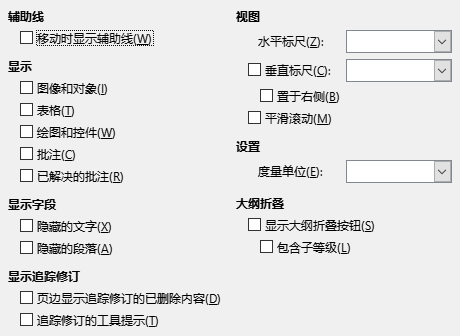 辅助线
移动时显示辅助线(W)
显示
图像和对象(I)
表格(T)
绘图和控件(W)
批注(C)
已解决的批注(R)
显示字段
隐藏的文字(X)
隐藏的段落(A)
显示追踪修订
页边显示追踪修订的已删除内容(D)
追踪修订的工具提示(T)
视图
水平标尺(Z):
垂直标尺(C):
置于右侧(B)
平滑滚动(M)
设置
度量单位(E):
大纲折叠
显示大纲折叠按钮(S)
包含子等级(L)